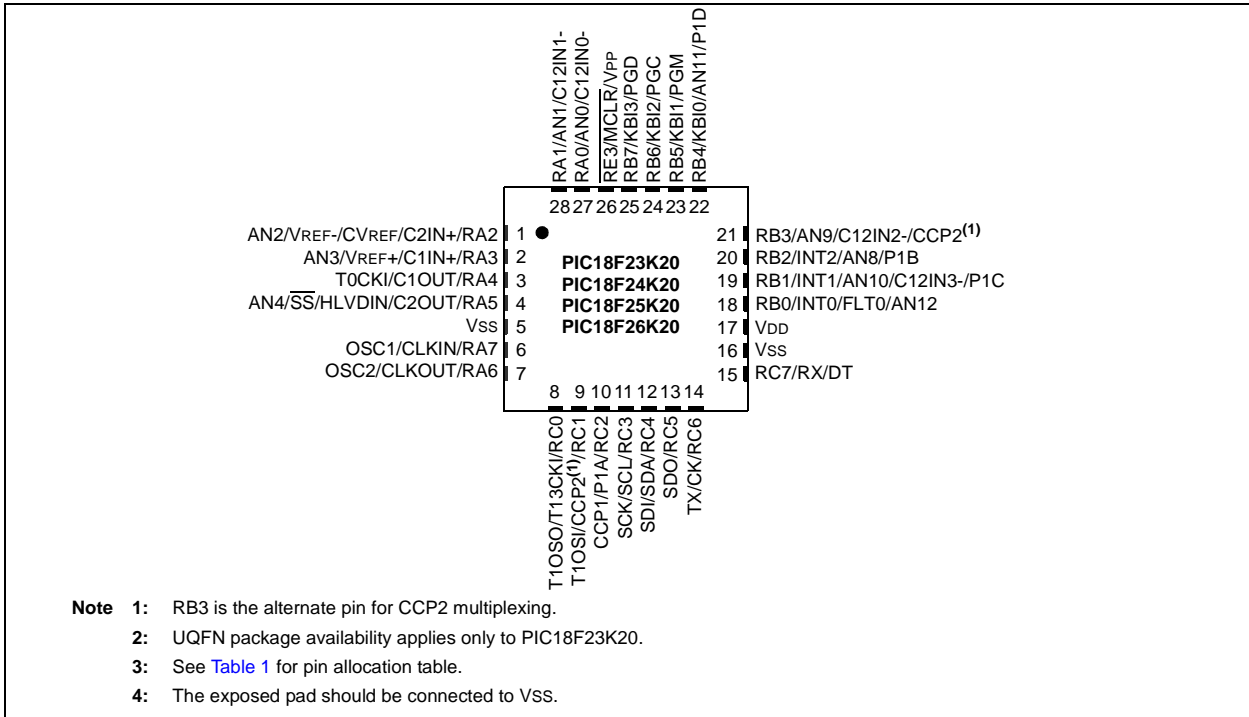 RA1/AN1/C12IN1-
RA0/AN0/C12IN0-
RE3/MCLR/VPP
RB7/KBI3/PGD
RB6/KBI2/PGC
RB5/KBI1/PGM
RB4/KBI0/AN11/P1D
28 27 26 25 24 23 22
AN2/VREF-/CVREF/C2IN+/RA2 1
AN3/VREF+/C1IN+/RA3 2
T0CKI/C1OUT/RA4 3
AN4/SS/HLVDIN/C2OUT/RA5 4
VSS 5
OSC1/CLKIN/RA7 6
OSC2/CLKOUT/RA6 7
PIC18F23K20
PIC18F24K20
PIC18F25K20
PIC18F26K20
21 RB3/AN9/C12IN2-/CCP2(1)
20 RB2/INT2/AN8/P1B
19 RB1/INT1/AN10/C12IN3-/P1C
18 RB0/INT0/FLT0/AN12
17 VDD
16 VSS
15 RC7/RX/DT
8 9 10 11 12 13 14
T1OSO/T13CKI/RC0
T1OSI/CCP2(1)/RC1
CCP1/P1A/RC2
SCK/SCL/RC3
SDI/SDA/RC4
SDO/RC5
TX/CK/RC6
Note 1: RB3 is the alternate pin for CCP2 multiplexing.
2: UQFN package availability applies only to PIC18F23K20.
3: See Table 1 for pin allocation table.
4: The exposed pad should be connected to VSS.